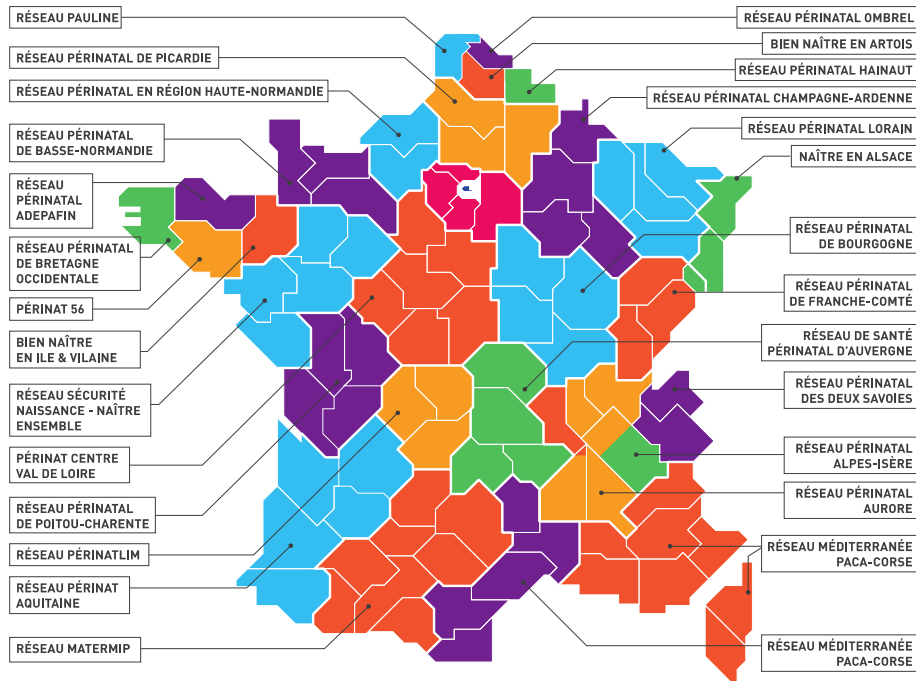 RÉSEAU PAULINE
RÉSEAU PÉRINATAL DE PICARDIE
RÉSEAU PÉRINATAL EN RÉGION HAUTE-NORMANDIE
RÉSEAU PÉRINATAL
DE BASSE-NORMANDIE
RÉSEAU
PÉRINATAL
ADEPAFIN
RÉSEAU PÉRINATAL
DE BRETAGNE
OCCIDENTALE
PÉRINAT 56
BIEN NAÎTRE
EN ILE & VILAINE
RÉSEAU SÉCURITÉ
NAISSANCE - NAÎTRE
ENSEMBLE
PÉRINAT CENTRE
VAL DE LOIRE
RÉSEAU PÉRINATAL
DE POITOU-CHARENTE
RÉSEAU PÉRINATLIM
RÉSEAU PÉRINAT
AQUITAINE
RÉSEAU MATERMIP
RÉSEAU PÉRINATAL OMBREL
BIEN NAÎTRE EN ARTOIS
RÉSEAU PÉRINATAL HAINAUT
RÉSEAU PÉRINATAL CHAMPAGNE-ARDENNE
RÉSEAU PÉRINATAL LORAIN
NAÎTRE EN ALSACE
RÉSEAU PÉRINATAL
DE BOURGOGNE
RÉSEAU PÉRINATAL
DE FRANCHE-COMTÉ
RÉSEAU DE SANTÉ
PÉRINATAL D'AUVERGNE
RÉSEAU PÉRINATAL
DES DEUX SAVOIES
RÉSEAU PÉRINATAL
ALPES-ISÈRE
RÉSEAU PÉRINATAL
AURORE
RÉSEAU MÉDITERRANÉE
PACA-CORSE
RÉSEAU MÉDITERRANÉE
PACA-CORSE